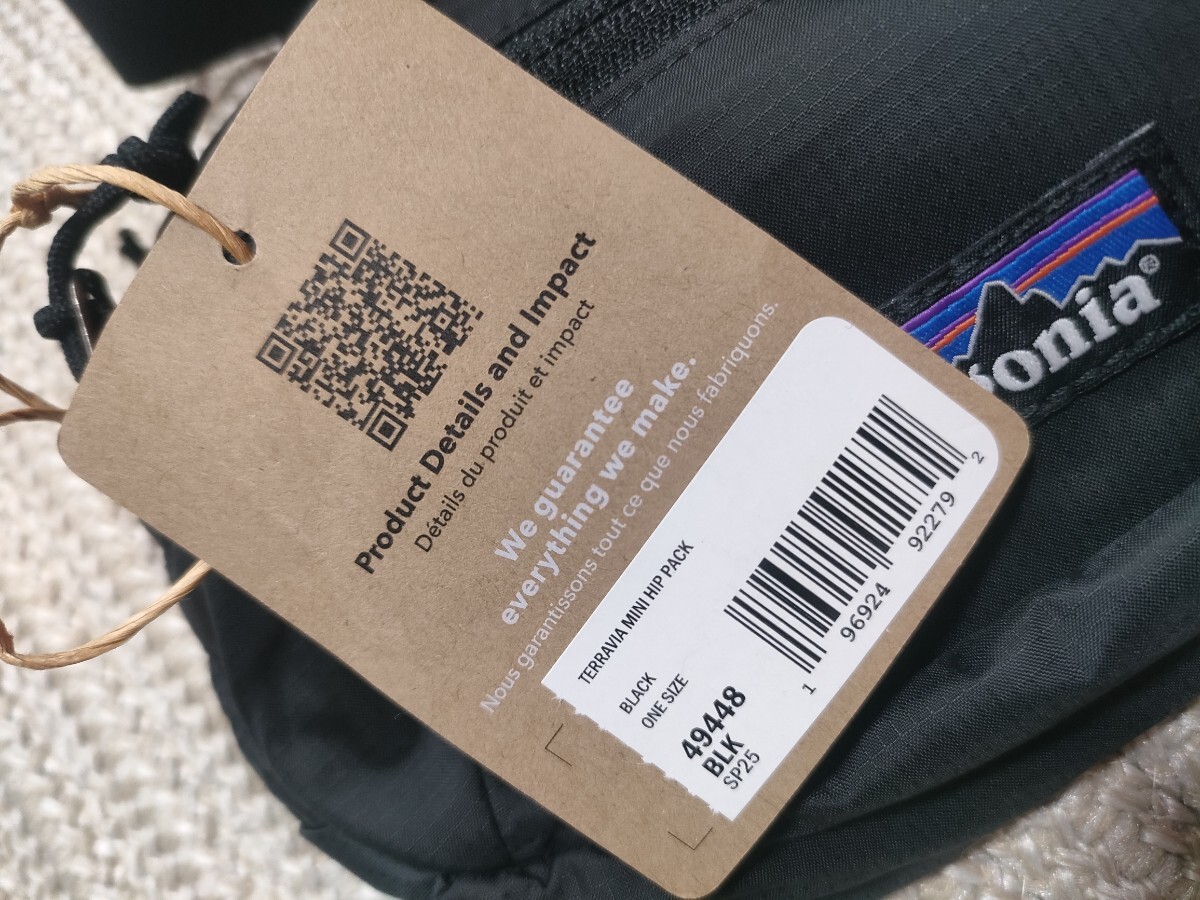 Product Details and Impact
Détails du produit et impact
We guarantee
everything we make.
Nous garantissons tout ce que nous fabriquons.
TERRAVIA MINI HIP PACK
BLACK
ONE SIZE
49448
BLK
SP25
1 96924 92279 2
sonia®